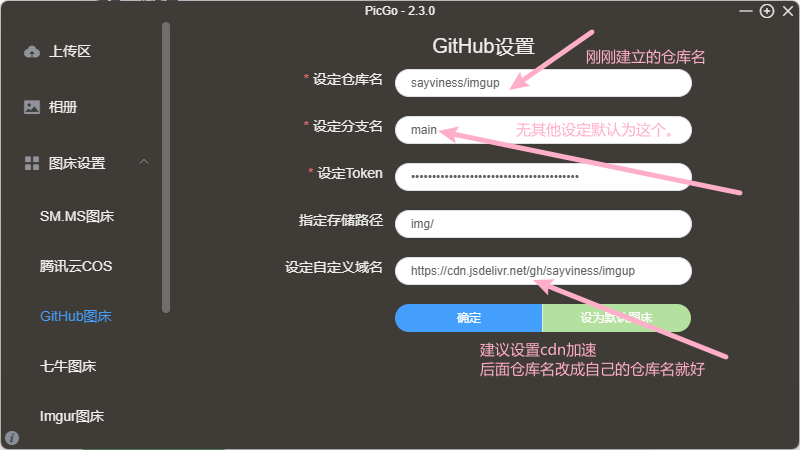 PicGo - 2.3.0
上传区
相册
图床设置
SM.MS图床
腾讯云COS
GitHub图床
七牛图床
Imgur图床
GitHub设置
刚刚建立的仓库名
* 设定仓库名
sayviness/imgup
* 设定分支名
main
无其他设定默认为这个。
* 设定Token
指定存储路径
img/
设定自定义域名
https://cdn.jsdelivr.net/gh/sayviness/imgup
确定
设为默认图床
建议设置cdn加速
后面仓库名改成自己的仓库名就好